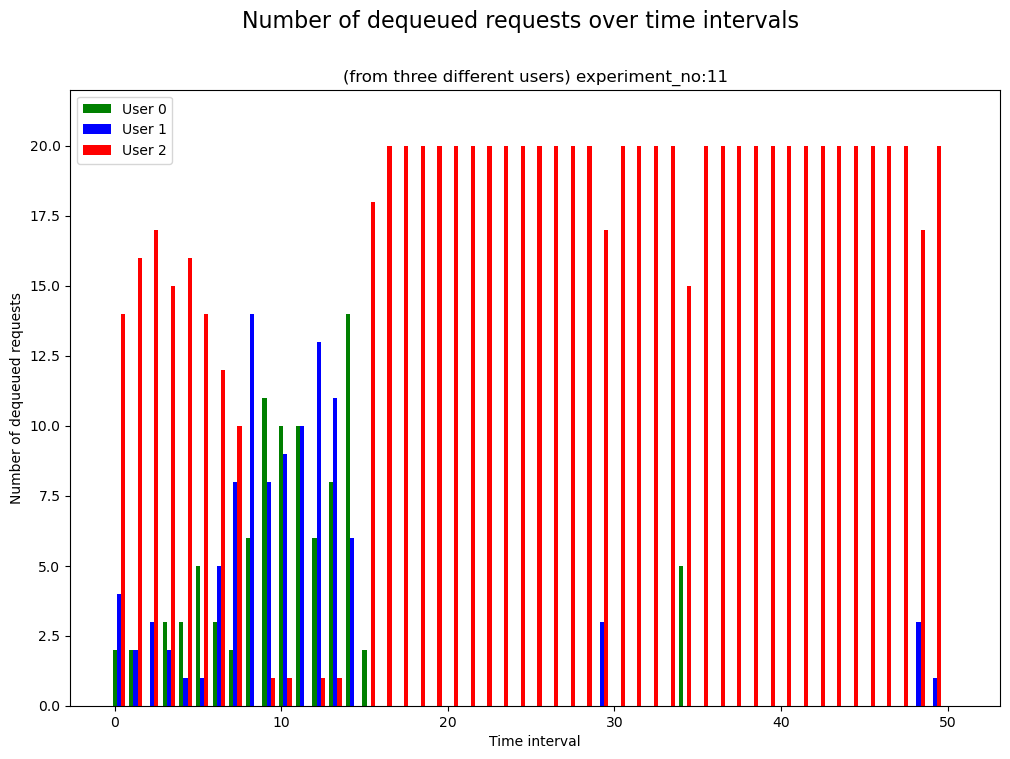 Number of dequeued requests over time intervals
(from three different users) experiment_no:11
User 0
User 1
User 2
Number of dequeued requests
20.0
17.5
15.0
12.5
10.0
7.5
5.0
2.5
0.0
0 10 20 30 40 50
Time interval